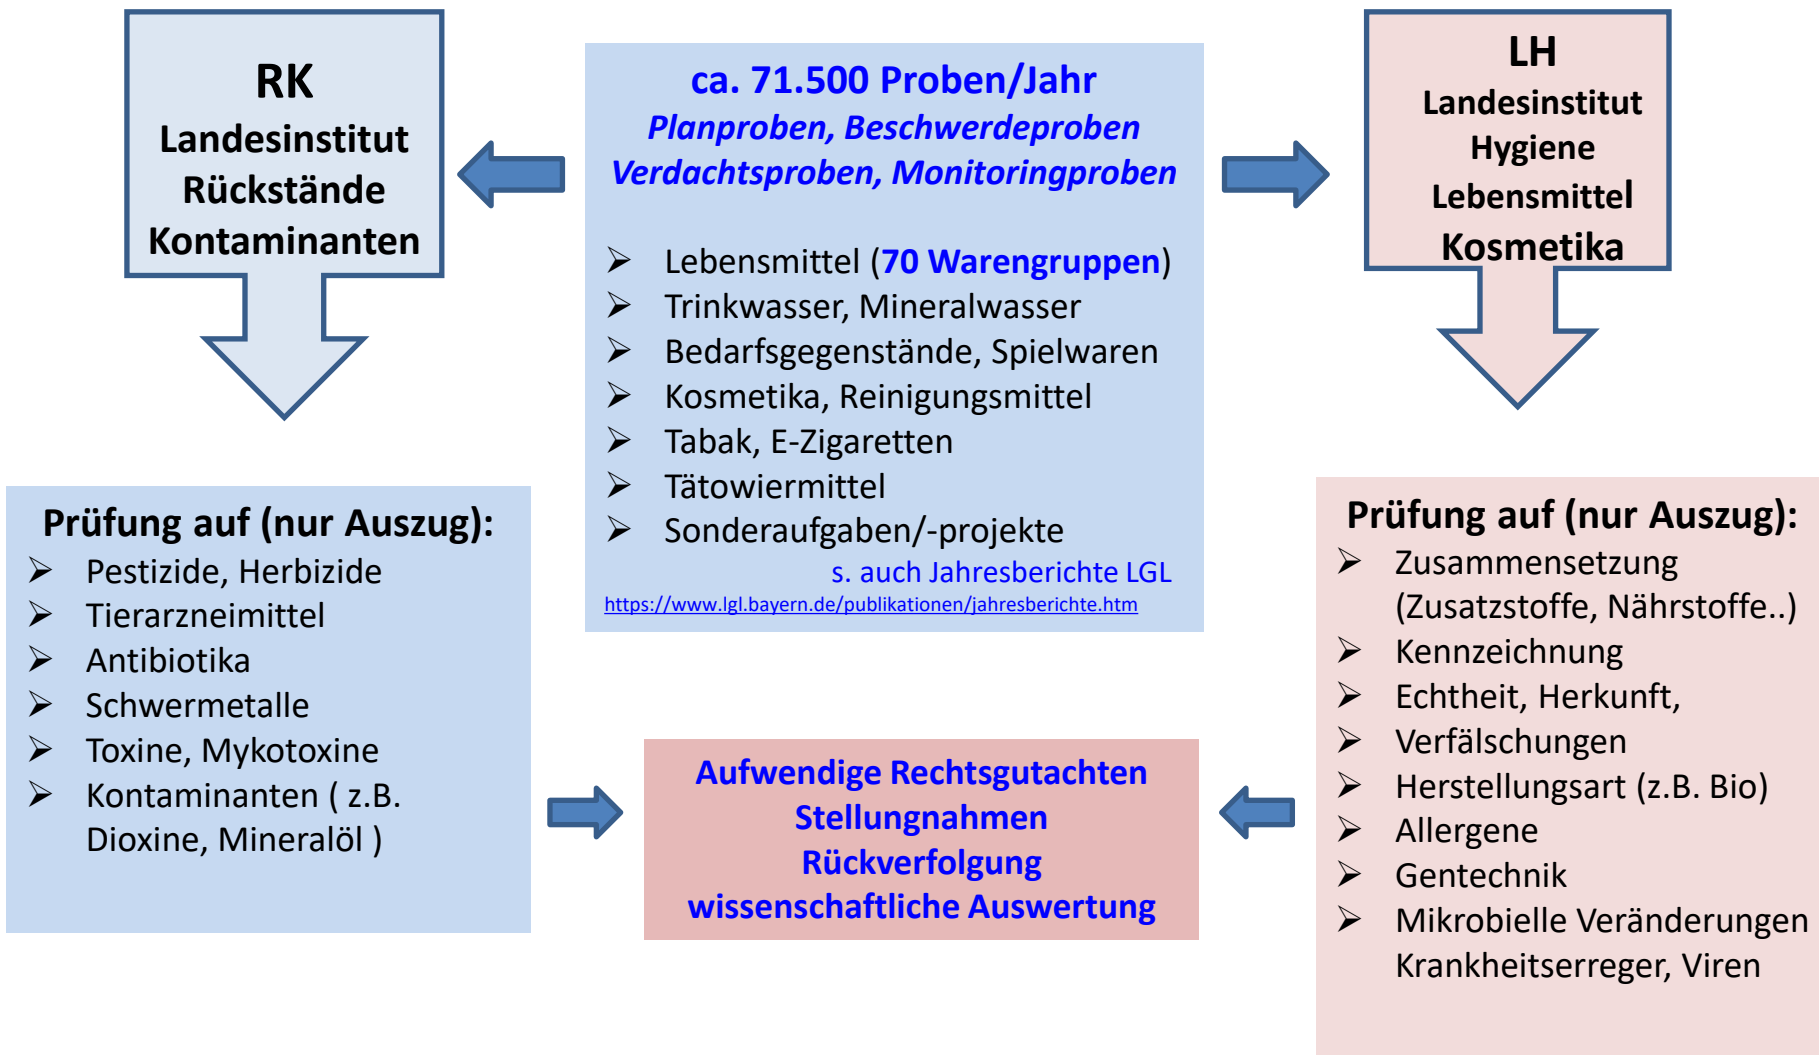 RK
Landesinstitut
Rückstände
Kontaminanten
ca. 71.500 Proben/Jahr
Planproben, Beschwerdeproben
Verdachtsproben, Monitoringproben
➢ Lebensmittel (70 Warengruppen)
➢ Trinkwasser, Mineralwasser
➢ Bedarfsgegenstände, Spielwaren
➢ Kosmetika, Reinigungsmittel
➢ Tabak, E-Zigaretten
➢ Tätowiermittel
➢ Sonderaufgaben/-projekte
s. auch Jahresberichte LGL
https://www.lgl.bayern.de/publikationen/jahresberichte.htm
LH
Landesinstitut
Hygiene
Lebensmittel
Kosmetika
Prüfung auf (nur Auszug):
➢ Pestizide, Herbizide
➢ Tierarzneimittel
➢ Antibiotika
➢ Schwermetalle
➢ Toxine, Mykotoxine
➢ Kontaminanten ( z.B.
Dioxine, Mineralöl )
Aufwendige Rechtsgutachten
Stellungnahmen
Rückverfolgung
wissenschaftliche Auswertung
Prüfung auf (nur Auszug):
➢ Zusammensetzung
(Zusatzstoffe, Nährstoffe..)
➢ Kennzeichnung
➢ Echtheit, Herkunft,
➢ Verfälschungen
➢ Herstellungsart (z.B. Bio)
➢ Allergene
➢ Gentechnik
➢ Mikrobielle Veränderungen
Krankheitserreger, Viren